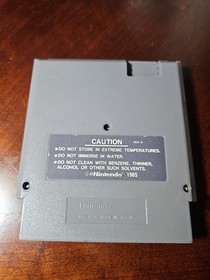 CAUTION
●DO NOT STORE IN EXTREME TEMPERATURES.
●DO NOT IMMERSE IN WATER.
●DO NOT CLEAN WITH BENZENE, THINNER,
ALCOHOL OR OTHER SUCH SOLVENTS.
©Nintendo 1985
Nintendo